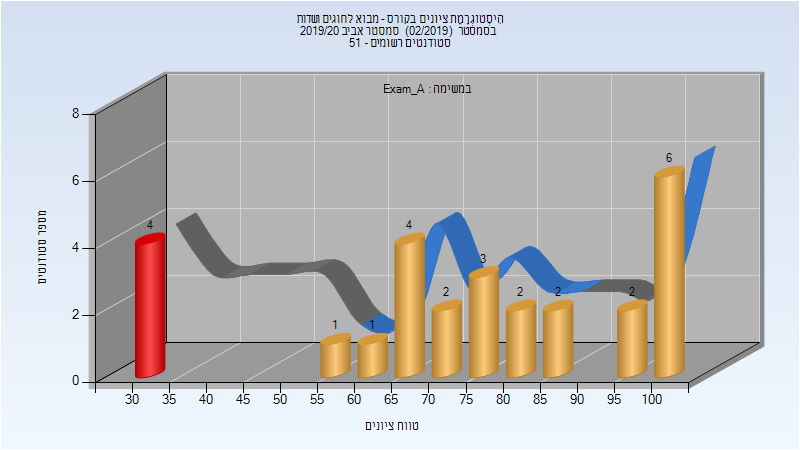 היסטוגרמת ציונים בקורס - מבוא לחוגים ושדות
בסמסטר (02/2019) סמסטר אביב 2019/20
סטודנטים רשומים - 51
במשימה : Exam_A
מספר סטודנטים
8
6
4
2
0
4
1
1
4
2
3
2
2
2
6
30 35 40 45 50 55 60 65 70 75 80 85 90 95 100
טווח ציונים